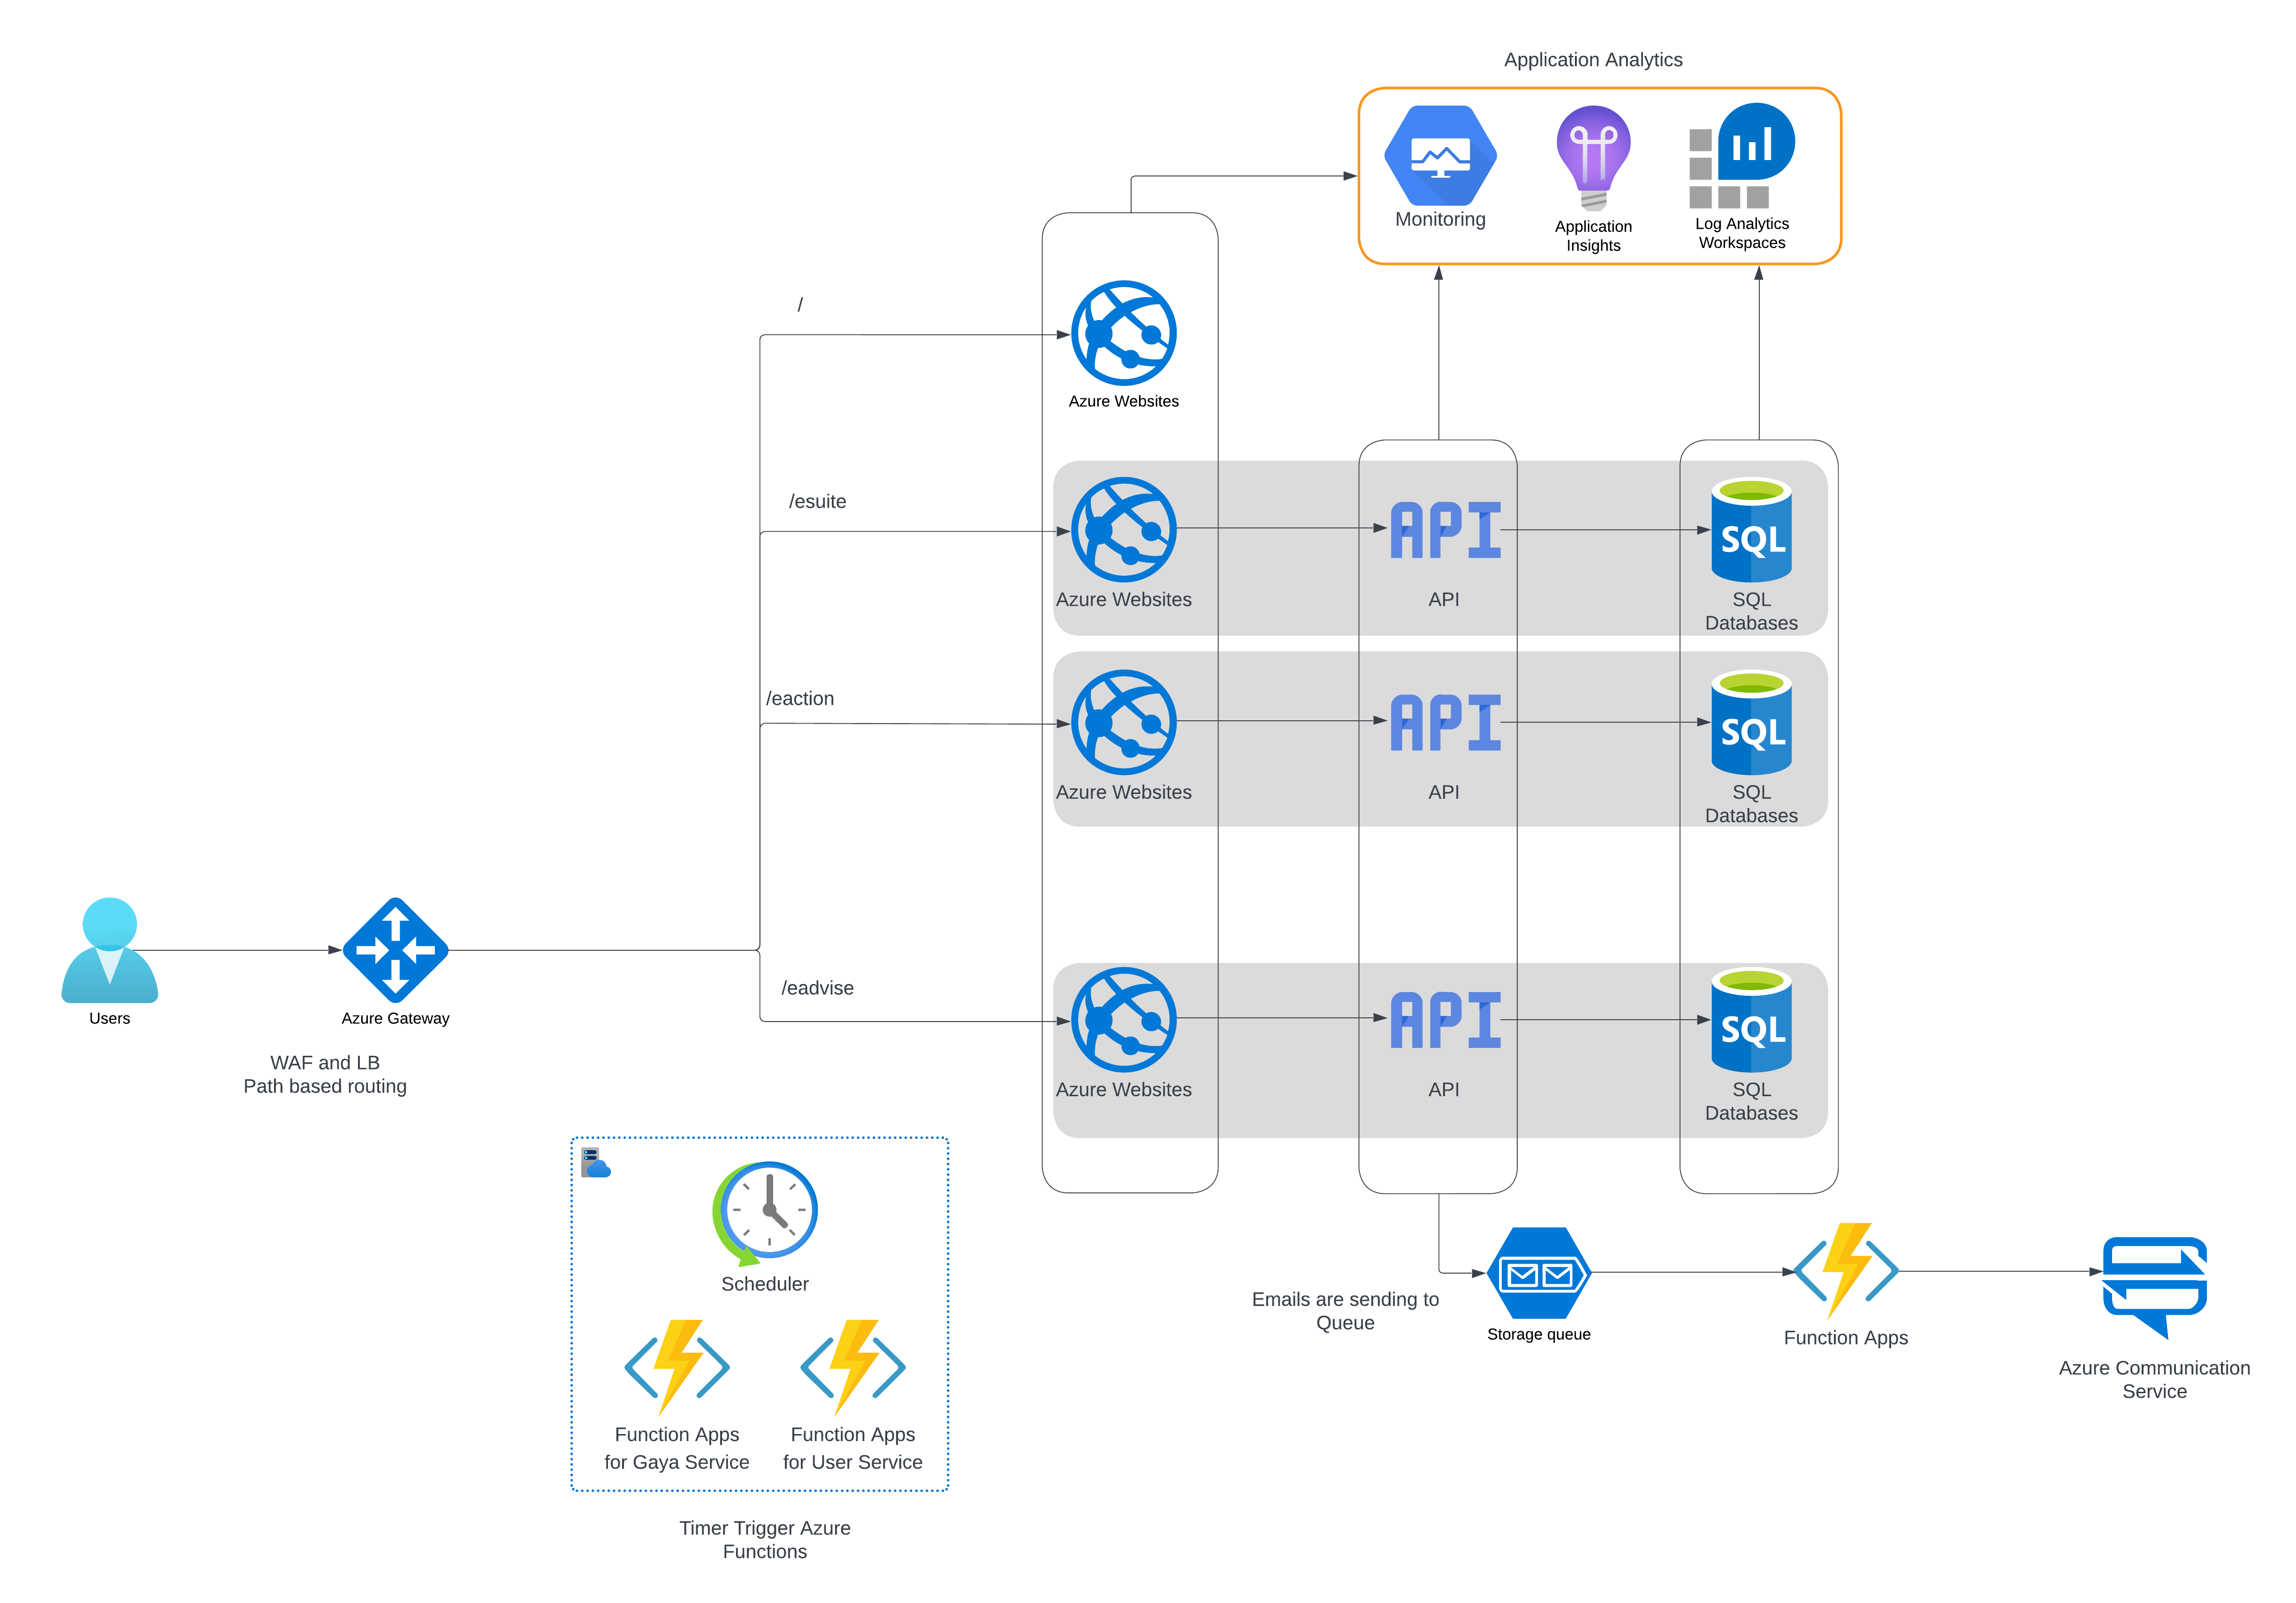 Application Analytics
Monitoring
Application
Insights
Log Analytics
Workspaces
/
Azure Websites
/esuite
Azure Websites
API
API
SQL
SQL
Databases
/eaction
Azure Websites
API
API
SQL
SQL
Databases
Users
Azure Gateway
WAF and LB
Path based routing
/eadvise
Azure Websites
API
API
SQL
SQL
Databases
Scheduler
Function Apps
for Gaya Service
Function Apps
for User Service
Timer Trigger Azure
Functions
Emails are sending to
Queue
Storage queue
Function Apps
Azure Communication
Service